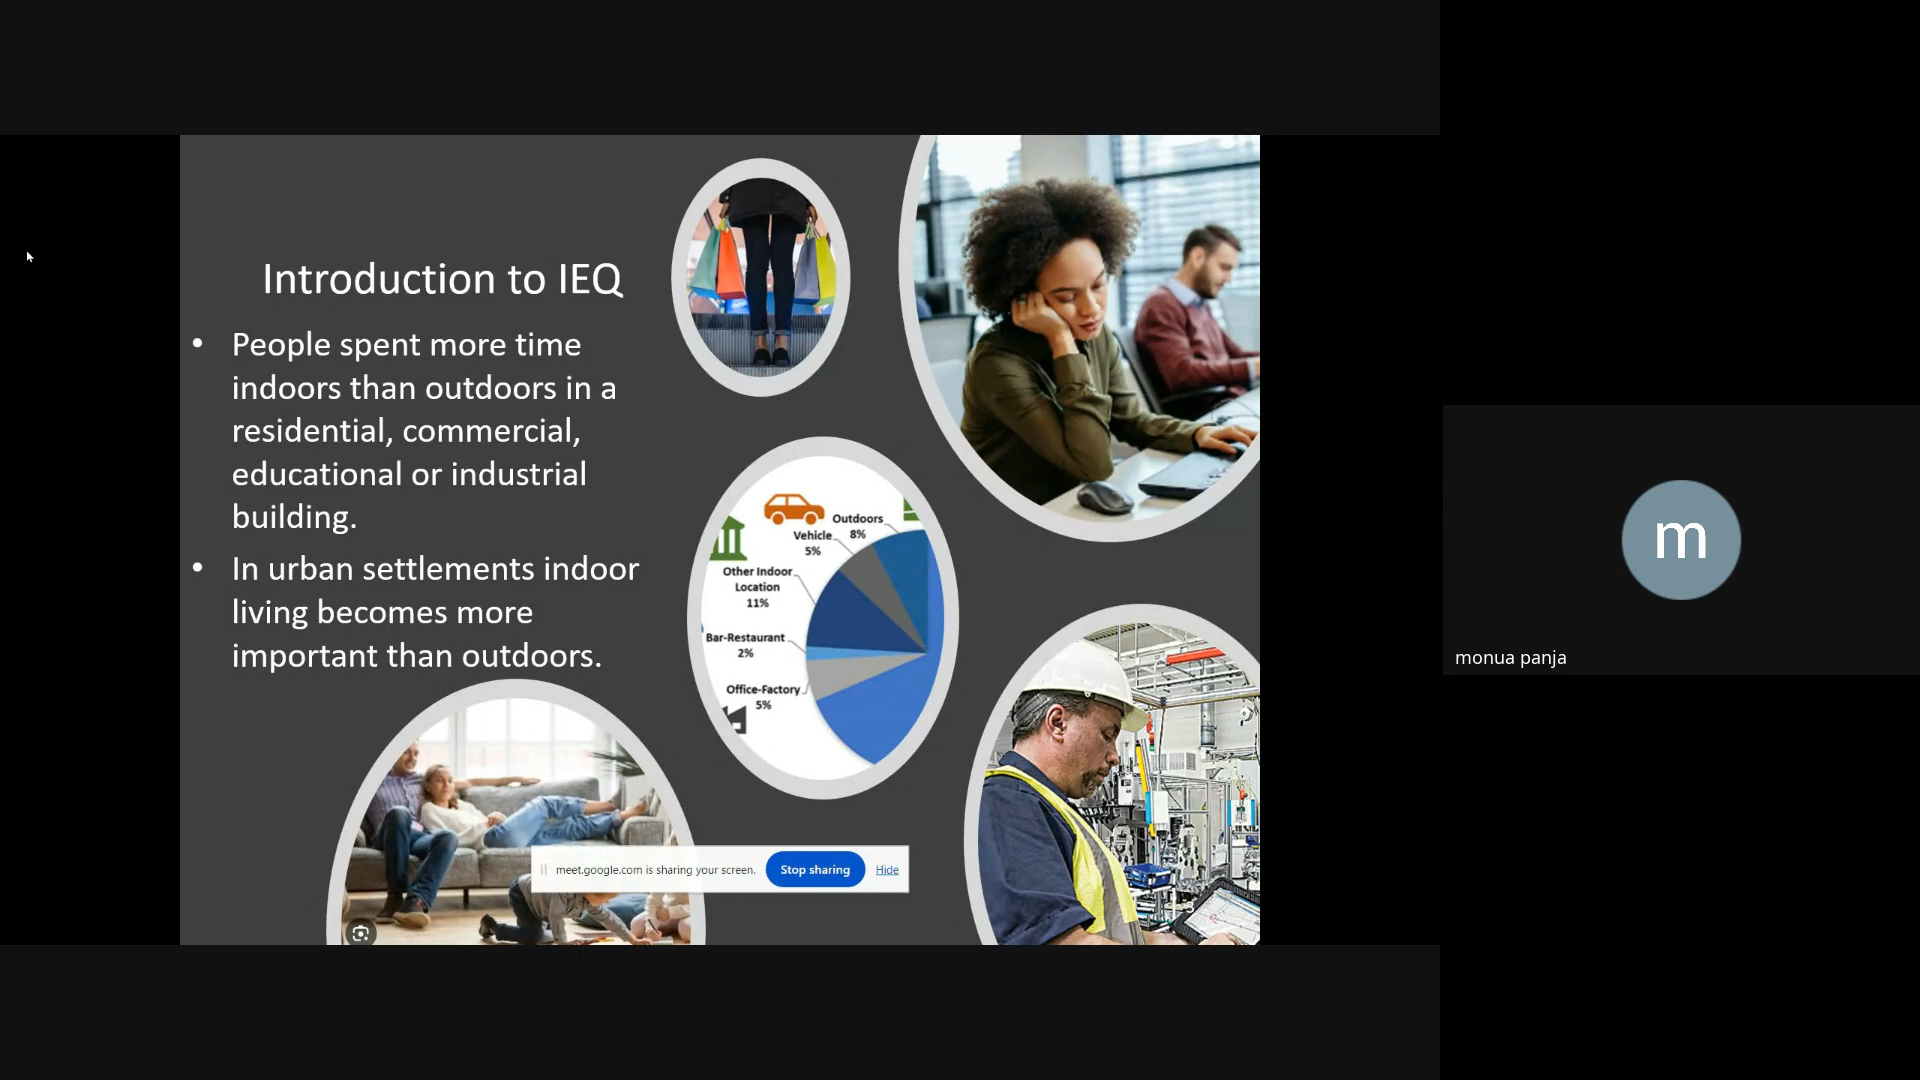 Introduction to IEQ
• People spent more time
indoors than outdoors in a
residential, commercial,
educational or industrial
building.
• In urban settlements indoor
living becomes more
important than outdoors.
Outdoors
8%
Vehicle
5%
Other Indoor
Location
11%
Bar-Restaurant
2%
Office-Factory
5%
meet.google.com is sharing your screen. Stop sharing Hide
3
m
monua panja